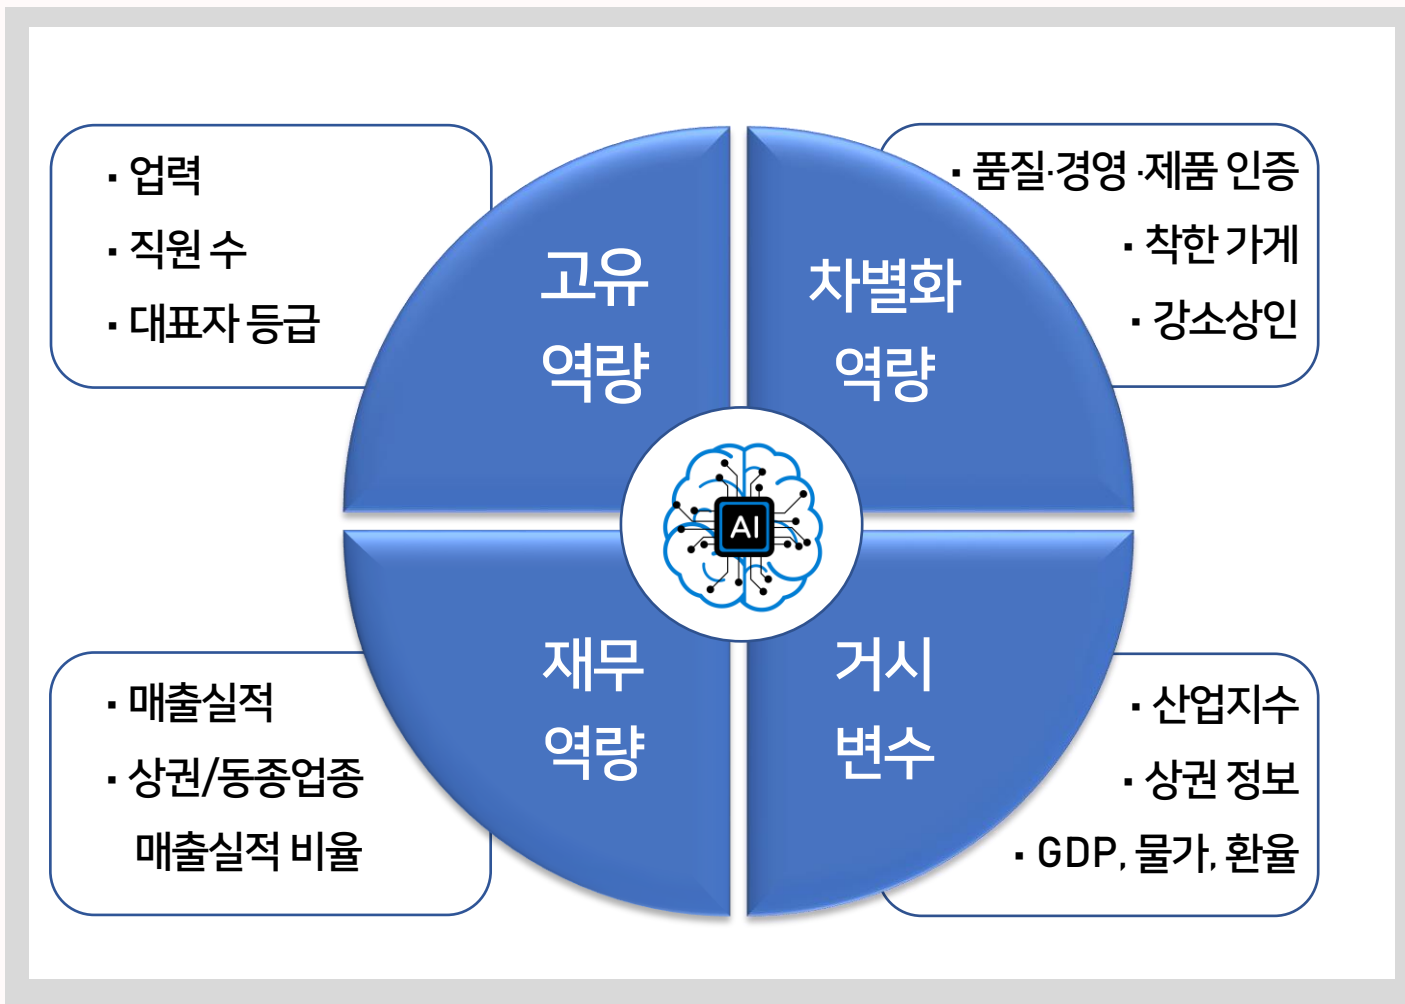 · 업력
· 직원 수
· 대표자 등급
고유
역량
차별화
역량
· 품질·경영 ·제품 인증
· 착한 가게
· 강소상인
AI
· 매출실적
· 상권/동종업종
매출실적 비율
재무
역량
거시
변수
· 산업지수
· 상권 정보
· GDP, 물가, 환율